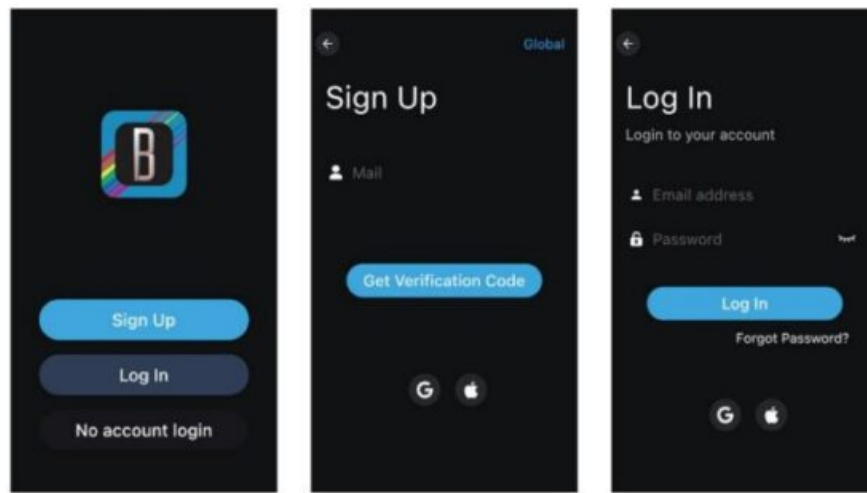 B
Sign Up
Log In
No account login
Global
Sign Up
Mail
Get Verification Code
G
Log In
Login to your account
Email address
Password
Log In
Forgot Password?
G